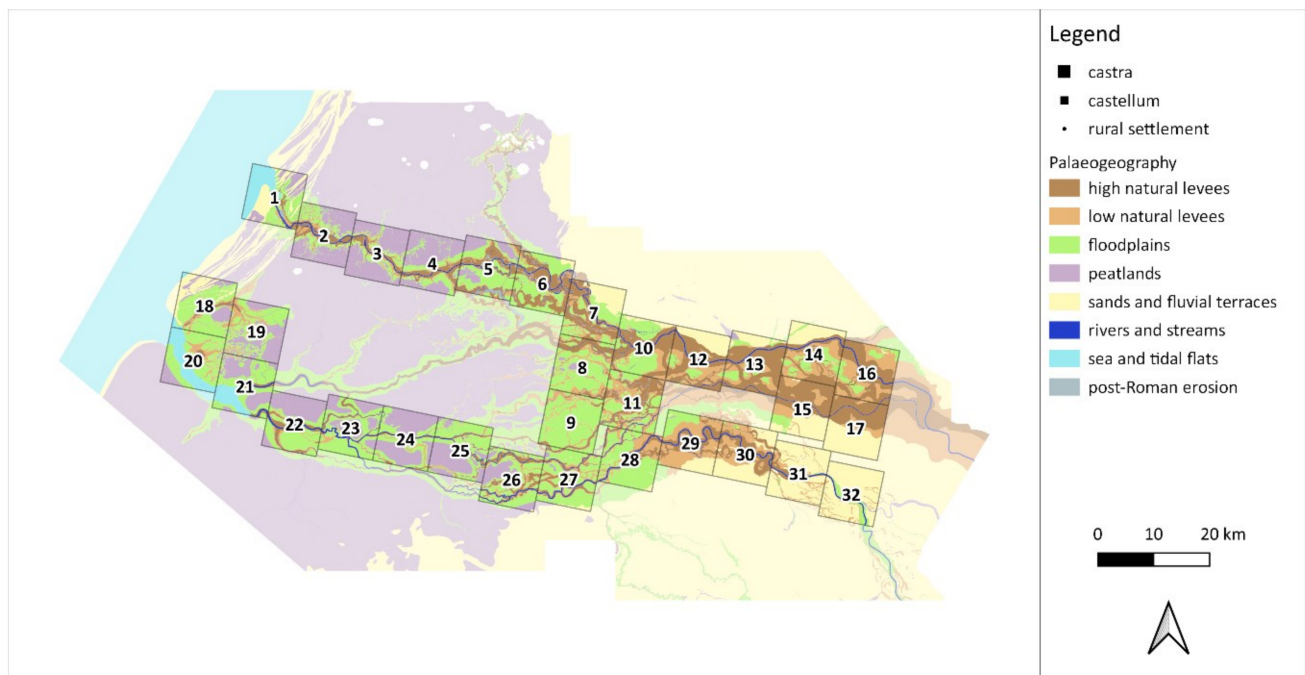 1
2
3
4
5
6
7
18
19
20
21
8
10
12
13
14
16
11
15
9
17
22
23
24
25
26
27
28
29
30
31
32
Legend
castra
castellum
rural settlement
Palaeogeography
high natural levees
low natural levees
floodplains
peatlands
sands and fluvial terraces
rivers and streams
sea and tidal flats
post-Roman erosion
0 10 20 km